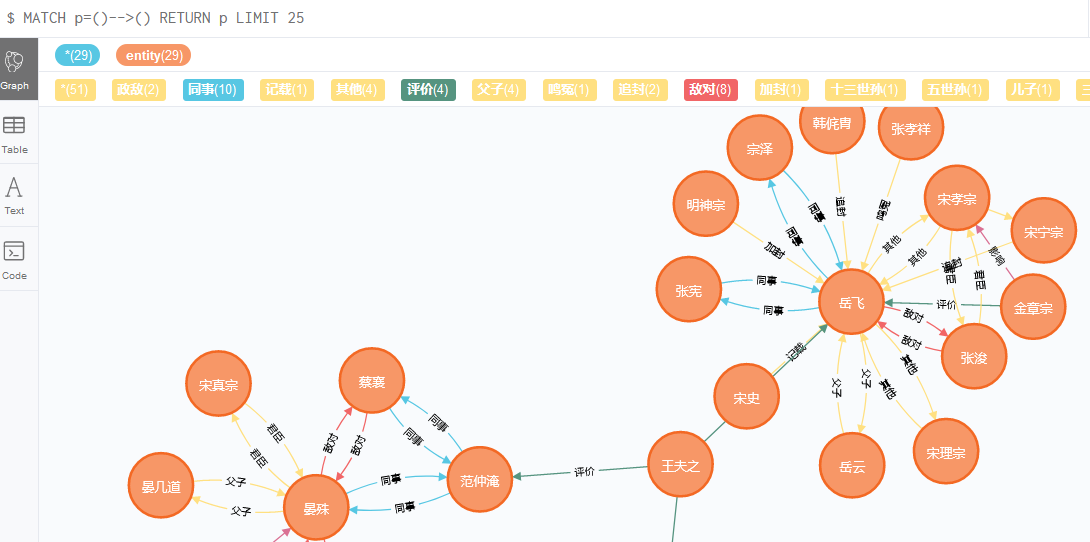 $ MATCH p=()-->() RETURN p LIMIT 25
*(29) entity(29)
*(51) 政敌(2) 同事(10) 记载(1) 其他(4) 评价(4) 父子(4) 鸣冤(1) 追封(2) 敌对(8) 加封(1) 十三世孙(1) 五世孙(1) 儿子(1)
Graph
Table
Text
Code
韩侂胄
张孝祥
宗泽
明神宗
宋孝宗
宋宁宗
张宪
岳飞
金章宗
张浚
宋史
岳云
宋理宗
王夫之
宋真宗
蔡襄
晏几道
晏殊
范仲淹
追封
鸣冤
同事
同事
加封
其他
其他
影响
君臣
同事
同事
评价
敌对
敌对
记载
父子
父子
其他
其他
君臣
君臣
敌对
敌对
同事
同事
父子
父子
同事
同事
评价